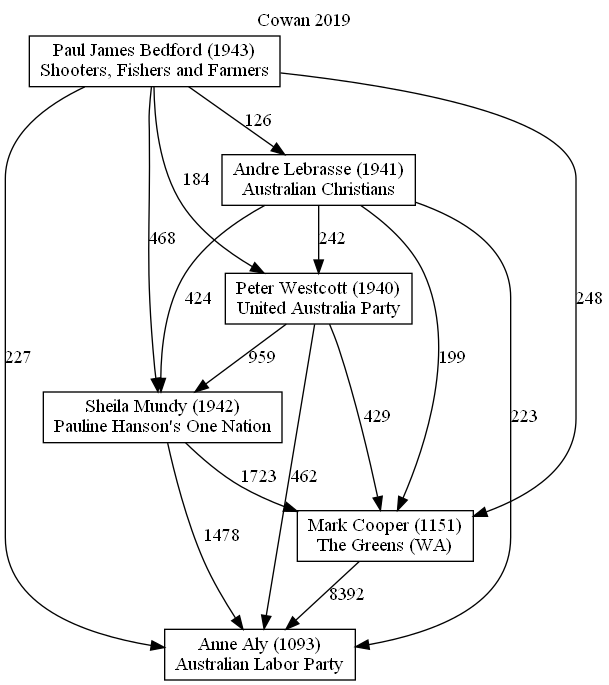 Cowan 2019
Paul James Bedford (1943)
Shooters, Fishers and Farmers
126
Andre Lebrasse (1941)
Australian Christians
184
468
242
Peter Westcott (1940)
United Australia Party
424
248
227
959
199
Sheila Mundy (1942)
Pauline Hanson's One Nation
429
223
1723
462
Mark Cooper (1151)
The Greens (WA)
1478
8392
Anne Aly (1093)
Australian Labor Party